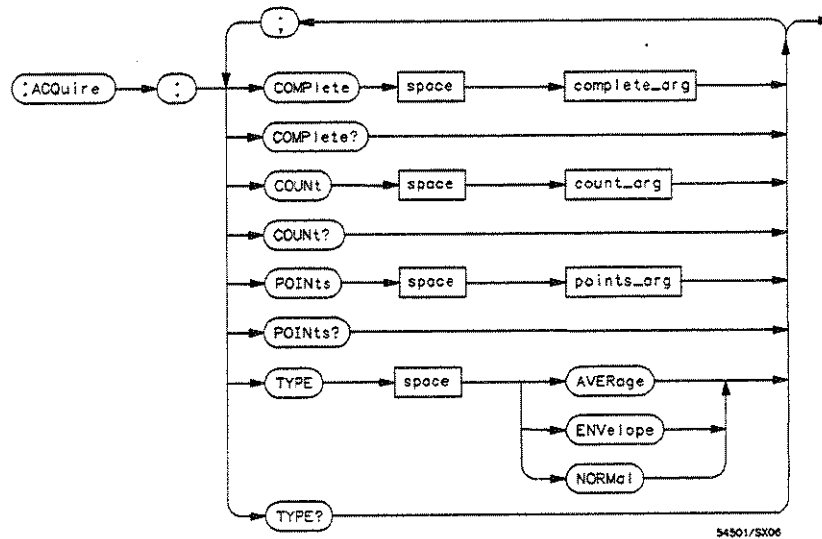 ;
:ACQuire
:
COMPlete space complete_arg
COMPlete?
COUNt space count_arg
COUNt?
POINts space points_arg
POINts?
TYPE space AVERage
ENVelope
NORMal
TYPE?
54501/SX06